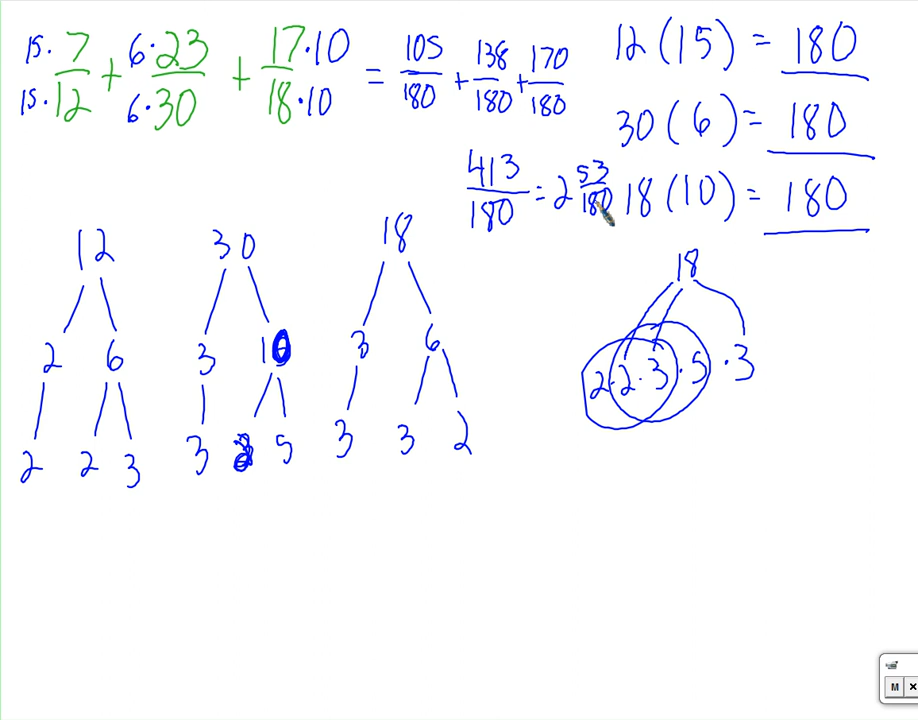 15· 7/12 ·15 + 6·23/6·30 + 17·10/18·10 = 105/180 + 138/180 + 170/180
12(15) = 180
30(6) = 180
413/180 = 2 53/180
18(10) = 180
12 30 18
18
2 6 3 10 3 6
2·2·3·5·3
2 2 3 3 5 3 3 2
M ×